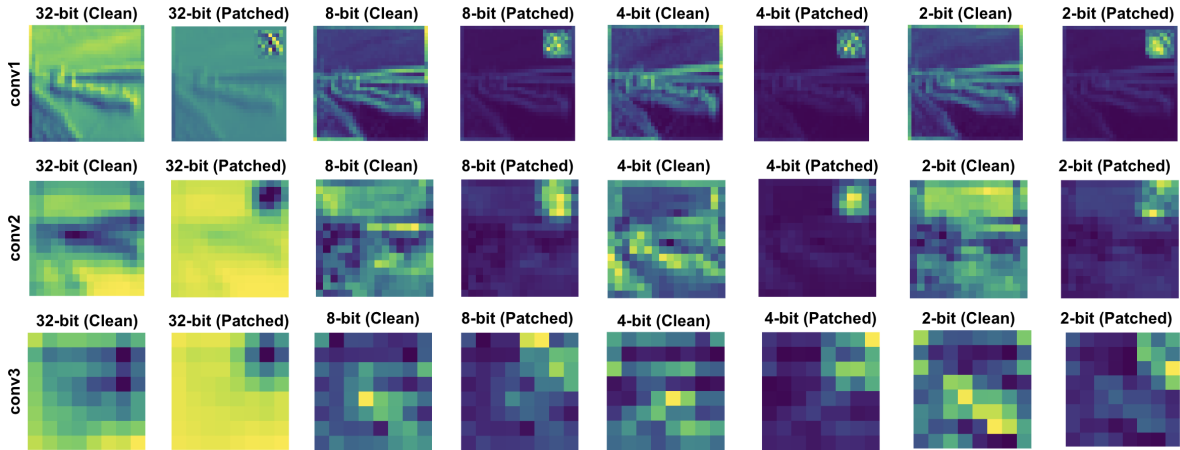 32-bit (Clean) 32-bit (Patched) 8-bit (Clean) 8-bit (Patched) 4-bit (Clean) 4-bit (Patched) 2-bit (Clean) 2-bit (Patched)
conv1
32-bit (Clean) 32-bit (Patched) 8-bit (Clean) 8-bit (Patched) 4-bit (Clean) 4-bit (Patched) 2-bit (Clean) 2-bit (Patched)
conv2
32-bit (Clean) 32-bit (Patched) 8-bit (Clean) 8-bit (Patched) 4-bit (Clean) 4-bit (Patched) 2-bit (Clean) 2-bit (Patched)
conv3